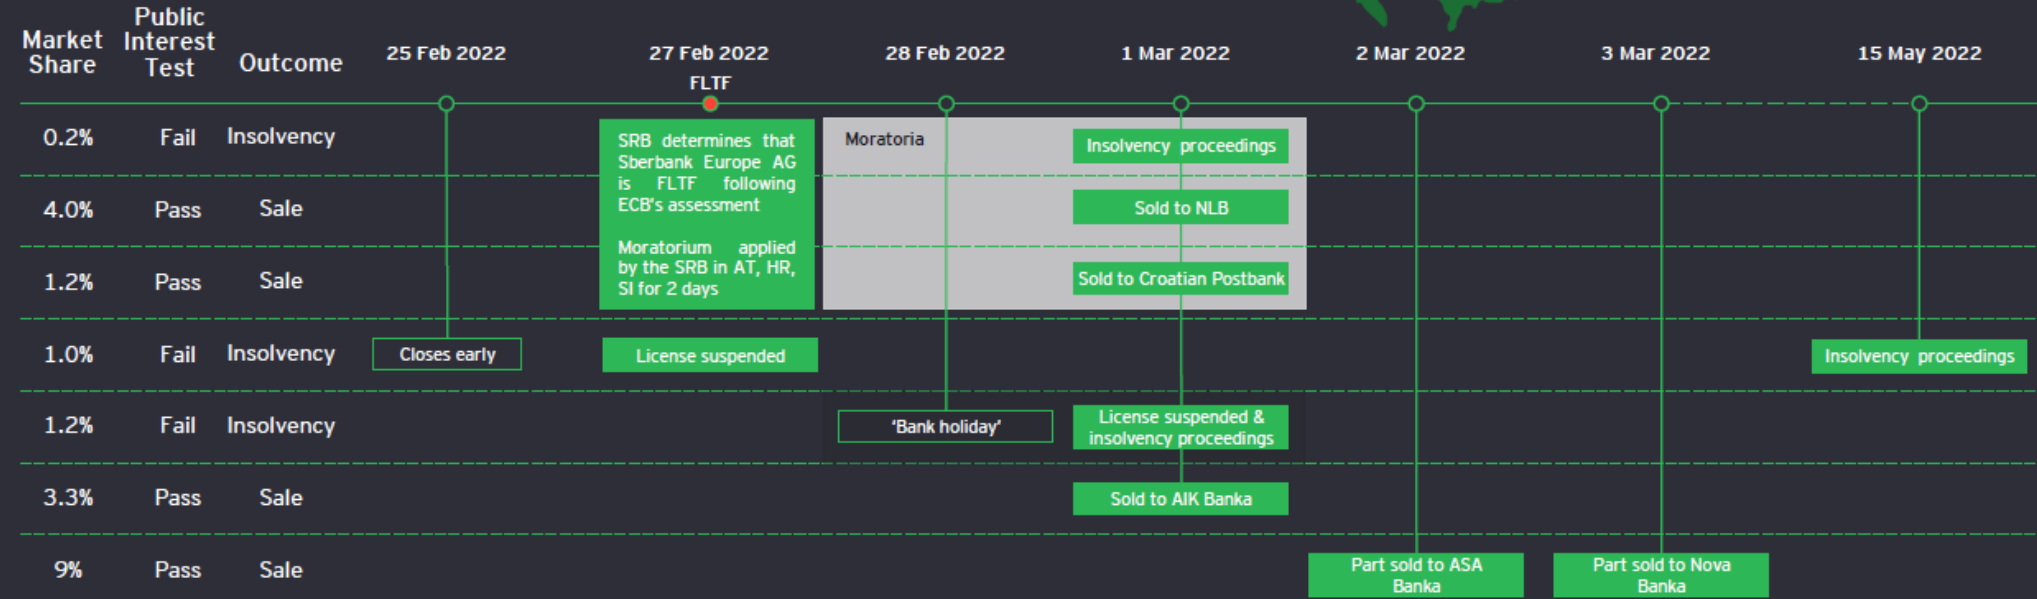 Market Share
Public Interest Test
Outcome
25 Feb 2022
27 Feb 2022
FLTF
28 Feb 2022
1 Mar 2022
2 Mar 2022
3 Mar 2022
15 May 2022
0.2%
Fail
Insolvency
SRB determines that
Sberbank Europe AG
is FLTF following
ECB's assessment
Moratorium applied
by the SRB in AT, HR,
SI for 2 days
Moratoria
Insolvency proceedings
4.0%
Pass
Sale
Sold to NLB
1.2%
Pass
Sale
Sold to Croatian Postbank
1.0%
Fail
Insolvency
Closes early
License suspended
Insolvency proceedings
1.2%
Fail
Insolvency
'Bank holiday'
License suspended &
insolvency proceedings
3.3%
Pass
Sale
Sold to AIK Banka
9%
Pass
Sale
Part sold to ASA
Banka
Part sold to Nova
Banka